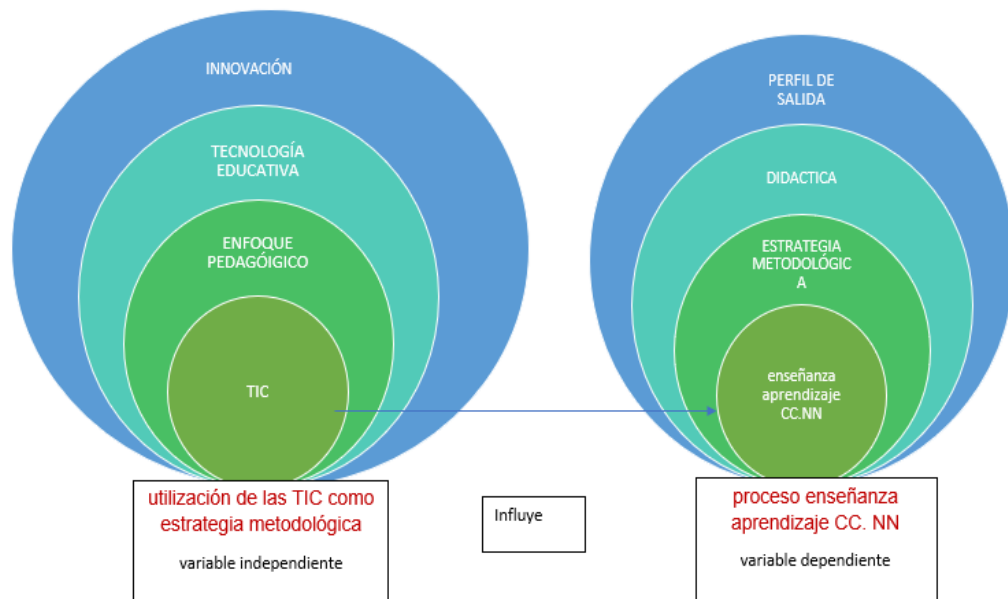 INNOVACIÓN
TECNOLOGÍA
EDUCATIVA
ENFOQUE
PEDAGÓIGICO
TIC
PERFIL DE
SALIDA
DIDACTICA
ESTRATEGIA
METODOLÓGIC
A
enseñanza
aprendizaje
CC.NN
utilización de las TIC como
estrategia metodológica
variable independiente
Influye
proceso enseñanza
aprendizaje CC. NN
variable dependiente